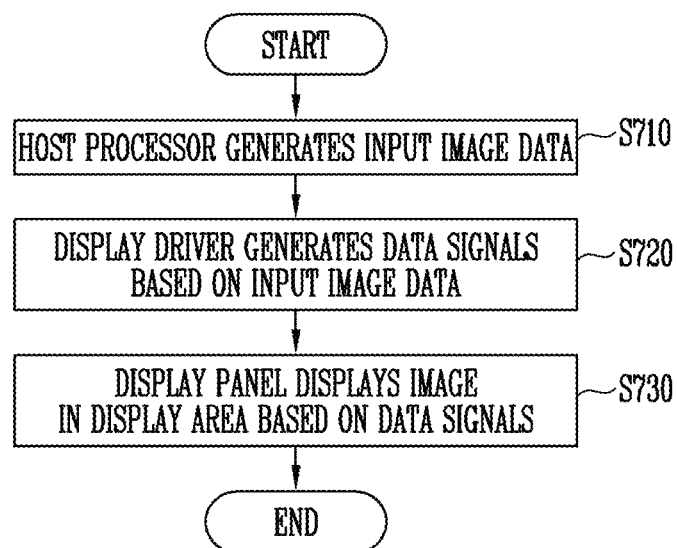 START
HOST PROCESSOR GENERATES INPUT IMAGE DATA
S710
DISPLAY DRIVER GENERATES DATA SIGNALS
BASED ON INPUT IMAGE DATA
S720
DISPLAY PANEL DISPLAYS IMAGE
IN DISPLAY AREA BASED ON DATA SIGNALS
S730
END